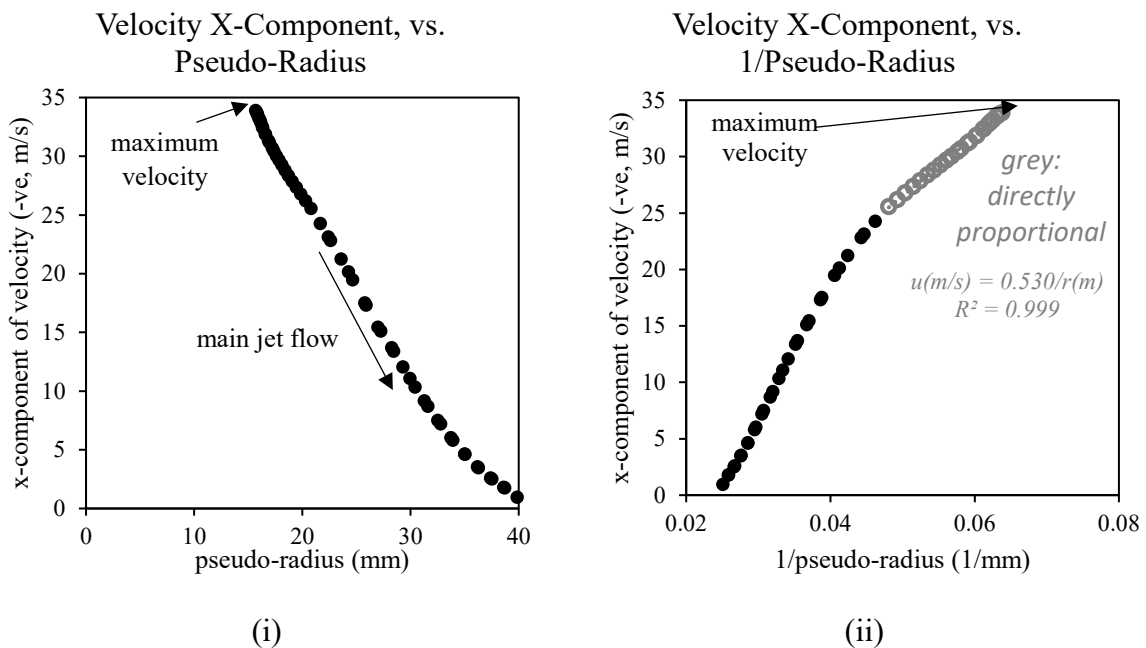 Velocity X-Component, vs.
Pseudo-Radius
35
30
25
20
15
10
5
0
x-component of velocity (-ve, m/s)
maximum
velocity
main jet flow
0
10
20
30
40
pseudo-radius (mm)
(i)
Velocity X-Component, vs.
1/Pseudo-Radius
35
30
25
20
15
10
5
0
x-component of velocity (-ve, m/s)
maximum
velocity
grey:
directly
proportional
u(m/s) = 0.530/r(m)
R² = 0.999
0.02
0.04
0.06
0.08
1/pseudo-radius (1/mm)
(ii)